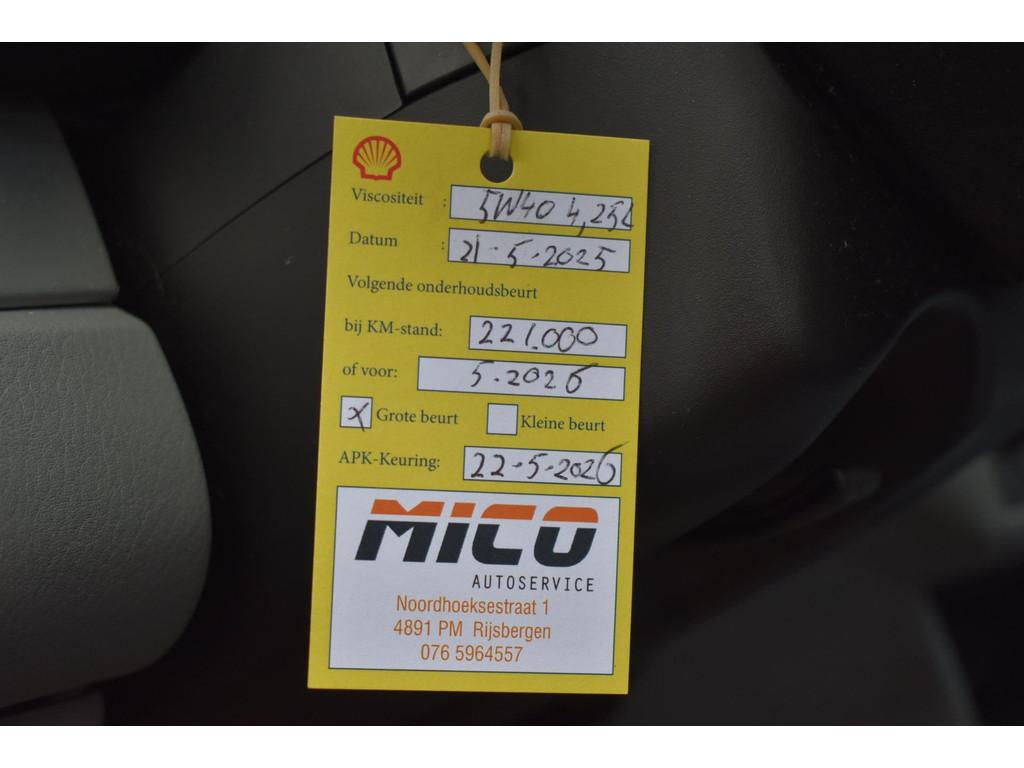 Viscositeit : 5W40 4,25L
Datum : 21-5-2025
Volgende onderhoudsbeurt
bij KM-stand: 221.000
of voor: 5-2026
x Grote beurt Kleine beurt
APK-Keuring: 22-5-2026
MICO
AUTOSERVICE
Noordhoeksestraat 1
4891 PM Rijsbergen
076 5964557